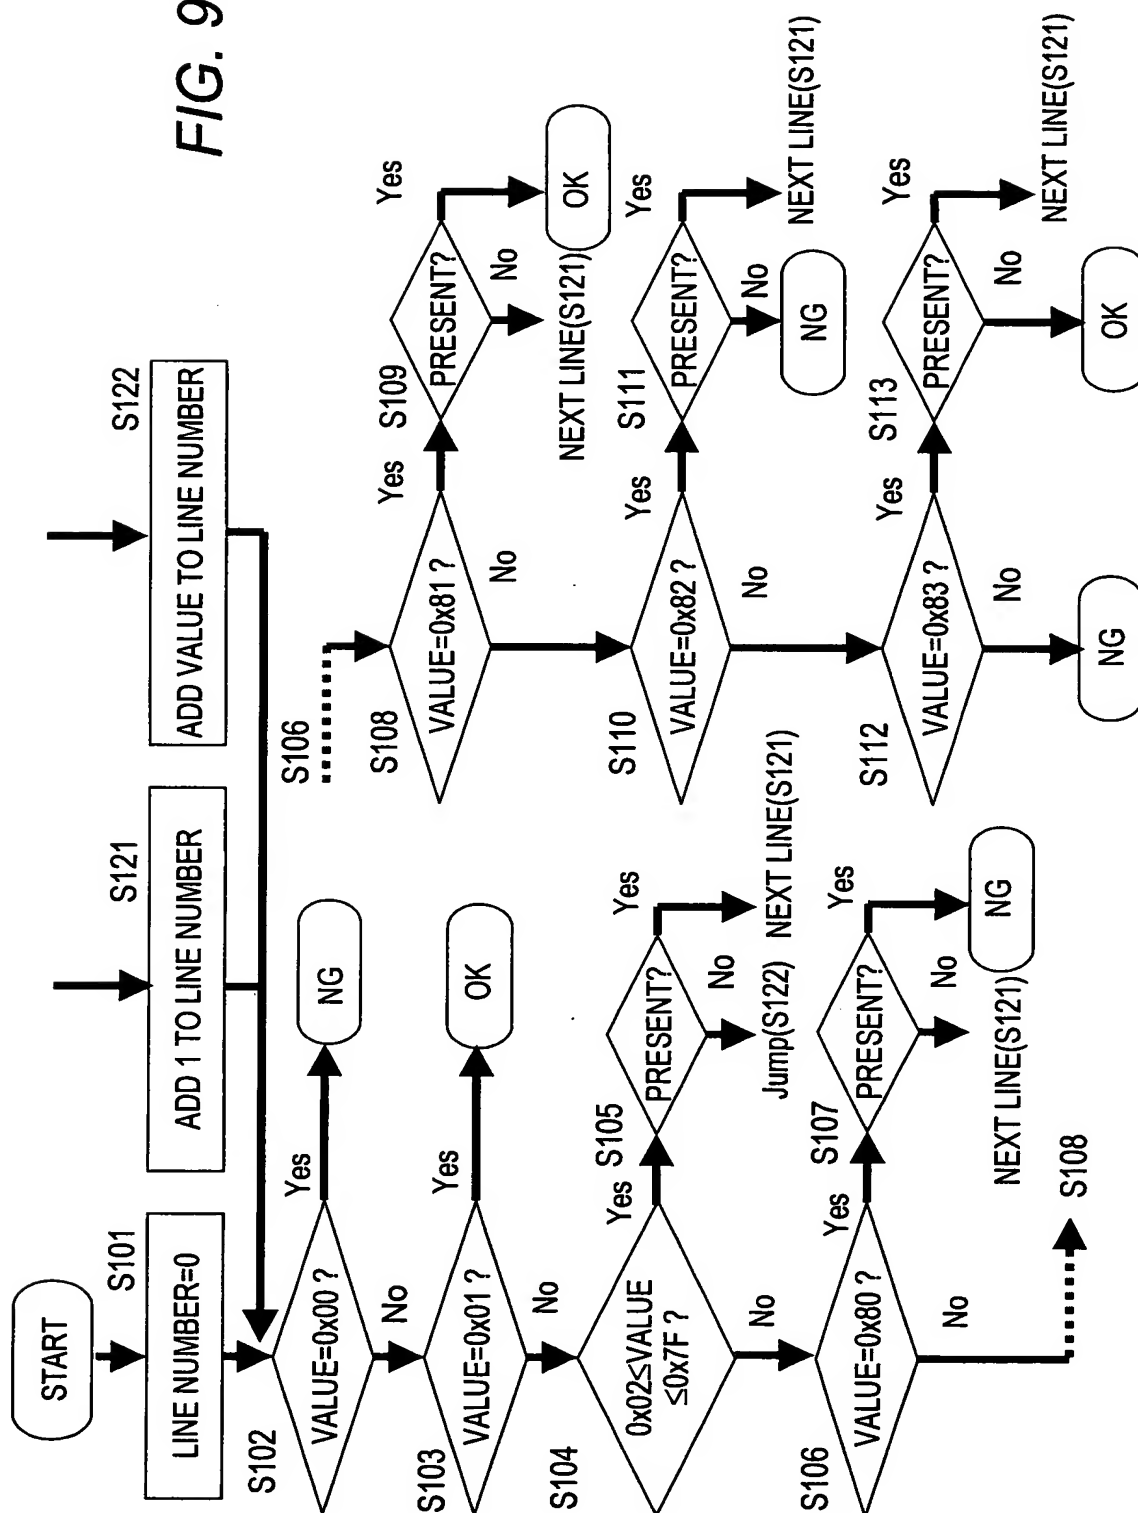 FIG. 9
START
S101
LINE NUMBER=0
S121
ADD 1 TO LINE NUMBER
S122
ADD VALUE TO LINE NUMBER
S102
VALUE=0x00 ?
Yes
NG
No
S103
VALUE=0x01 ?
Yes
OK
No
S104
0x02≤VALUE
≤0x7F ?
Yes
S105
PRESENT?
Yes
NEXT LINE(S121)
No
Jump(S122)
No
S106
VALUE=0x80 ?
Yes
S107
PRESENT?
Yes
NG
No
NEXT LINE(S121)
No
S108
S106
S108
VALUE=0x81 ?
Yes
S109
PRESENT?
Yes
OK
No
NEXT LINE(S121)
No
S110
VALUE=0x82 ?
Yes
S111
PRESENT?
Yes
NEXT LINE(S121)
No
NG
No
S112
VALUE=0x83 ?
Yes
S113
PRESENT?
Yes
NEXT LINE(S121)
No
OK
No
NG